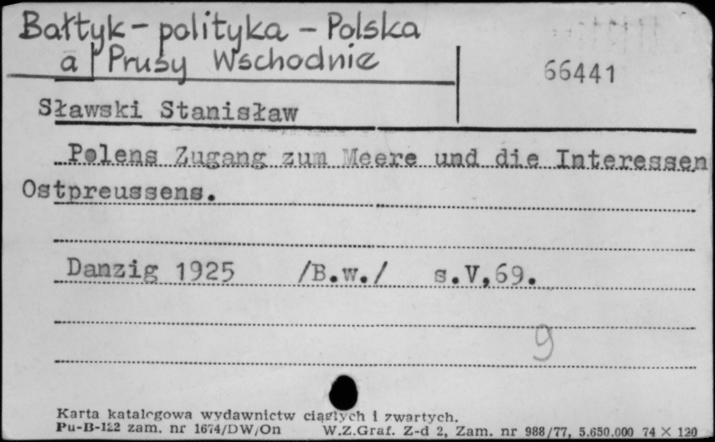 Bałtyk - polityka - Polska
a Prusy Wschodnie
66441
Sławski Stanisław
Polens Zugang zum Meere und die Interessen
Ostpreussens.
Danzig 1925 /B.w./ s.V,69.
9
Karta katalogowa wydawnictw ciągłych i zwartych.
Pu-B-122 zam. nr 1674/DW/On W.Z.Graf. Z-d 2, Zam. nr 988/77, 5.650.000 74 × 120